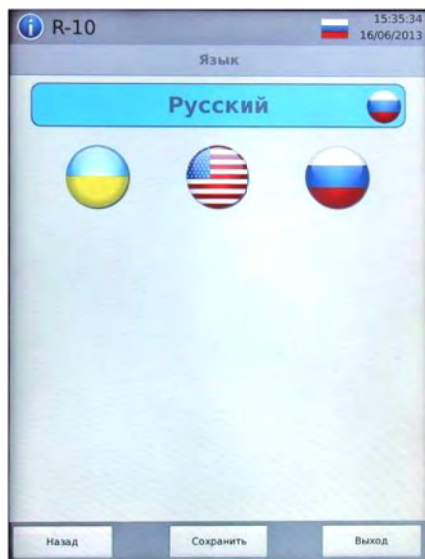 R-10
15:35:34
16/06/2013
Язык
Русский
Назад
Сохранить
Выход